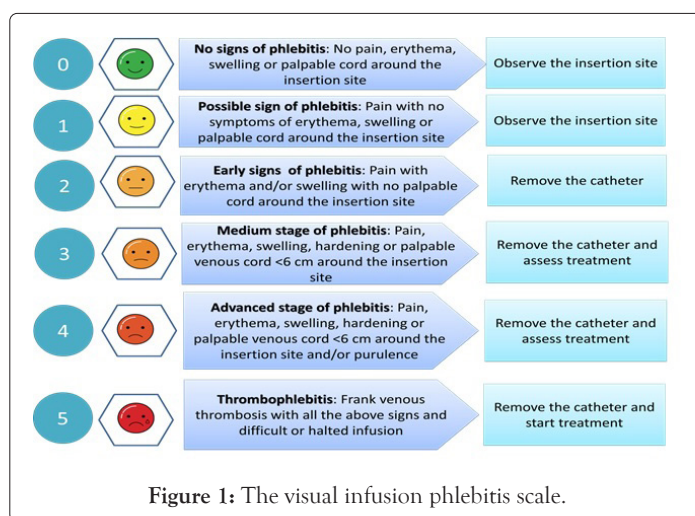 0
No signs of phlebitis: No pain, erythema,
swelling or palpable cord around the
insertion site
Observe the insertion site
1
Possible sign of phlebitis: Pain with no
symptoms of erythema, swelling or
palpable cord around the insertion site
Observe the insertion site
2
Early signs of phlebitis: Pain with
erythema and/or swelling with no palpable
cord around the insertion site
Remove the catheter
3
Medium stage of phlebitis: Pain,
erythema, swelling, hardening or palpable
venous cord <6 cm around the insertion
site
Remove the catheter and
assess treatment
4
Advanced stage of phlebitis: Pain,
erythema, swelling, hardening or
palpable venous cord <6 cm around the
insertion site and/or purulence
Remove the catheter and
assess treatment
5
Thrombophlebitis: Frank venous
thrombosis with all the above signs and
difficult or halted infusion
Remove the catheter and
start treatment
Figure 1: The visual infusion phlebitis scale.